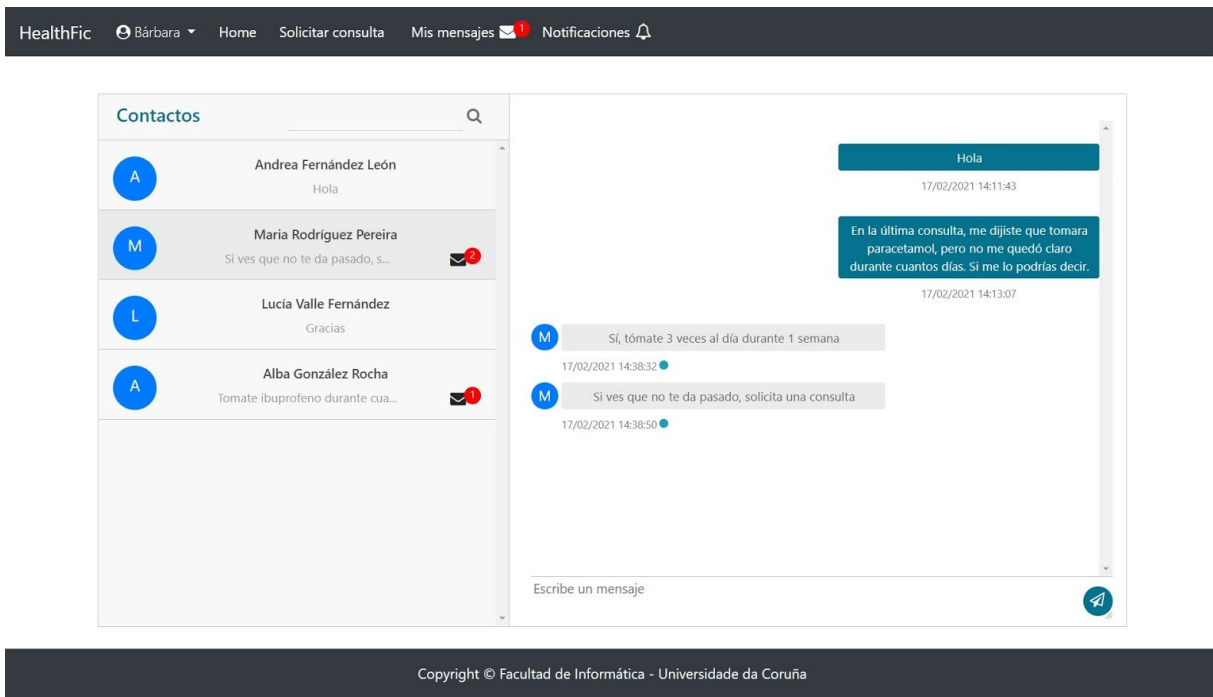 HealthFic Bárbara Home Solicitar consulta Mis mensajes 1 Notificaciones
Contactos
A
Andrea Fernández León
Hola
M
Maria Rodríguez Pereira
Si ves que no te da pasado, s...
2
L
Lucía Valle Fernández
Gracias
A
Alba González Rocha
Tomate ibuprofeno durante cua...
1
Hola
17/02/2021 14:11:43
En la última consulta, me dijiste que tomara
paracetamol, pero no me quedó claro
durante cuantos días. Si me lo podrías decir.
17/02/2021 14:13:07
M
Sí, tómate 3 veces al día durante 1 semana
17/02/2021 14:38:32
M
Si ves que no te da pasado, solicita una consulta
17/02/2021 14:38:50
Escribe un mensaje
Copyright © Facultad de Informática - Universidade da Coruña